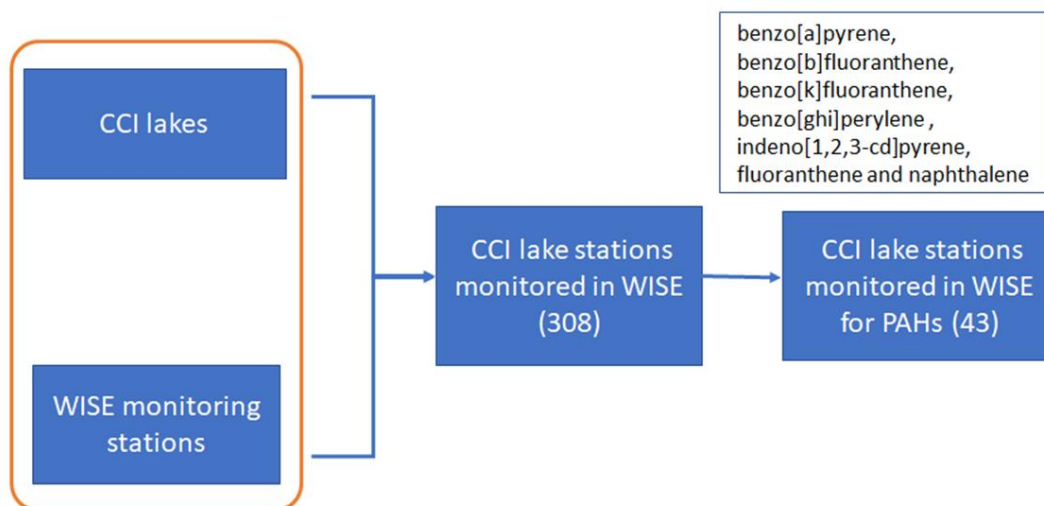 CCI lakes
WISE monitoring
stations
CCI lake stations
monitored in WISE
(308)
benzo[a]pyrene,
benzo[b]fluoranthene,
benzo[k]fluoranthene,
benzo[ghi]perylene ,
indeno[1,2,3-cd]pyrene,
fluoranthene and naphthalene
CCI lake stations
monitored in WISE
for PAHs (43)